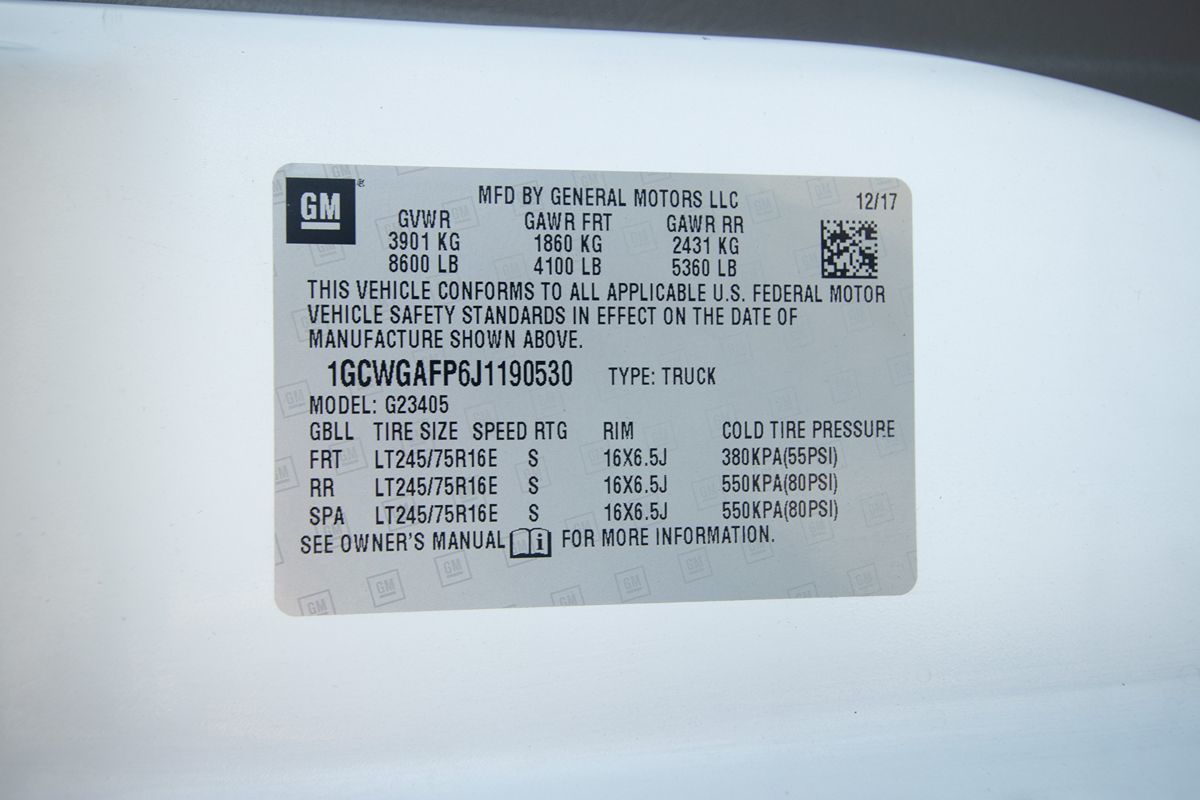 GM
MFD BY GENERAL MOTORS LLC 12/17
GVWR GAWR FRT GAWR RR
3901 KG 1860 KG 2431 KG
8600 LB 4100 LB 5360 LB
THIS VEHICLE CONFORMS TO ALL APPLICABLE U.S. FEDERAL MOTOR
VEHICLE SAFETY STANDARDS IN EFFECT ON THE DATE OF
MANUFACTURE SHOWN ABOVE.
1GCWGAFP6J1190530 TYPE: TRUCK
MODEL: G23405
GBLL TIRE SIZE SPEED RTG RIM COLD TIRE PRESSURE
FRT LT245/75R16E S 16X6.5J 380KPA(55PSI)
RR LT245/75R16E S 16X6.5J 550KPA(80PSI)
SPA LT245/75R16E S 16X6.5J 550KPA(80PSI)
SEE OWNER'S MANUAL i FOR MORE INFORMATION.